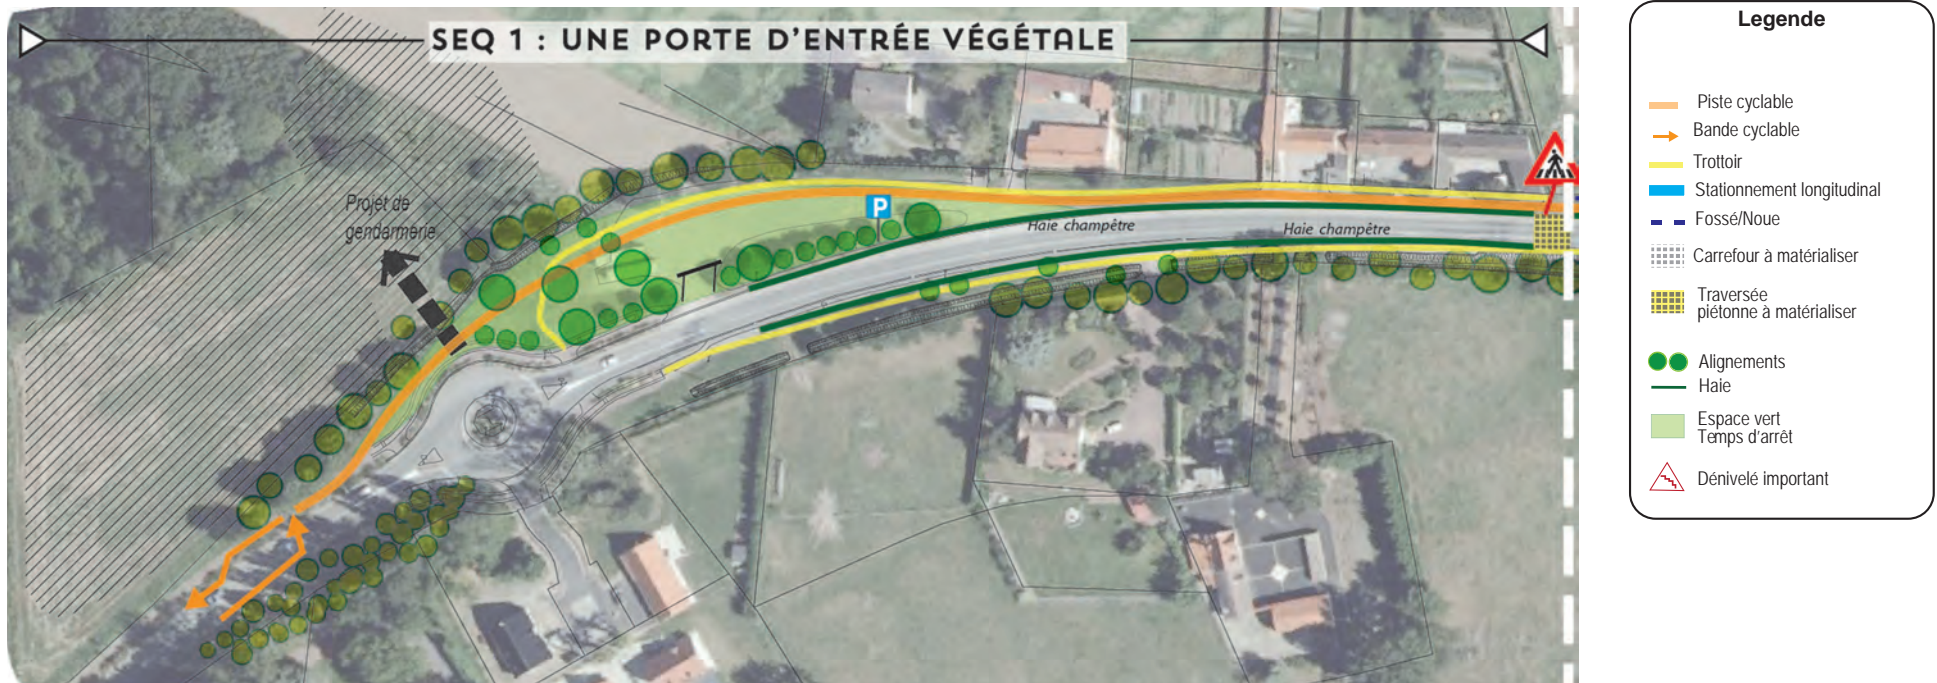 SEQ 1 : UNE PORTE D'ENTRÉE VÉGÉTALE
Projet de
gendarmerie
P
Haie champêtre
Haie champêtre
Legende
Piste cyclable
Bande cyclable
Trottoir
Stationnement longitudinal
Fossé/Noue
Carrefour à matérialiser
Traversée
piétonne à matérialiser
Alignements
Haie
Espace vert
Temps d'arrêt
Dénivelé important